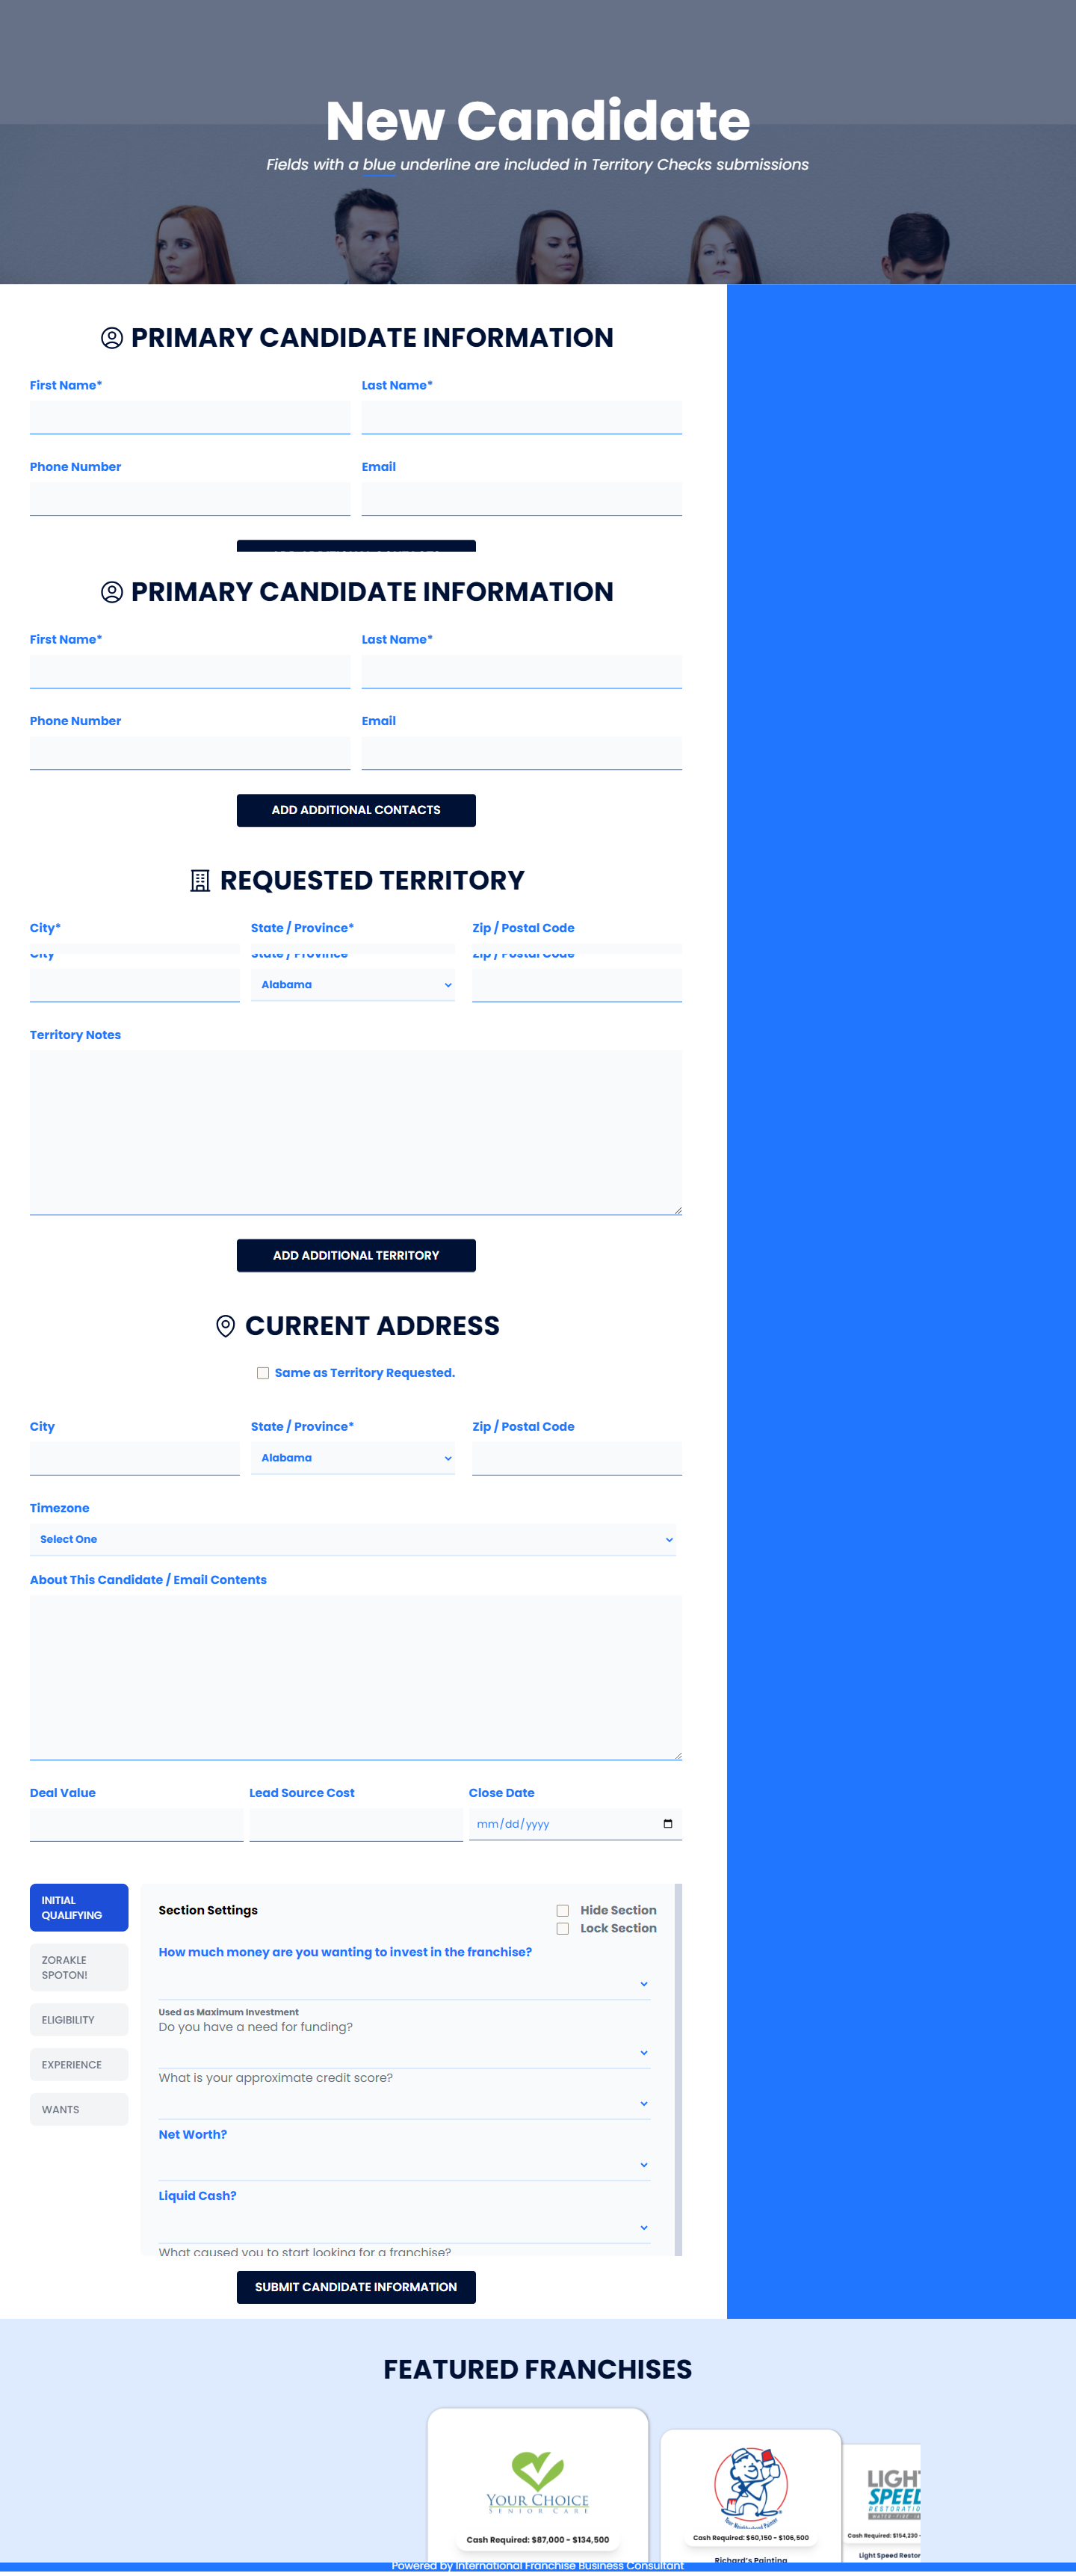 New Candidate
Fields with a blue underline are included in Territory Checks submissions
PRIMARY CANDIDATE INFORMATION
First Name* Last Name*
Phone Number Email
PRIMARY CANDIDATE INFORMATION
First Name* Last Name*
Phone Number Email
ADD ADDITIONAL CONTACTS
REQUESTED TERRITORY
City* State / Province* Zip / Postal Code
City State / Province Zip / Postal Code
Alabama
Territory Notes
ADD ADDITIONAL TERRITORY
CURRENT ADDRESS
Same as Territory Requested.
City State / Province* Zip / Postal Code
Alabama
Timezone
Select One
About This Candidate / Email Contents
Deal Value Lead Source Cost Close Date
mm/dd/yyyy
INITIAL
QUALIFYING
ZORAKLE
SPOTON!
ELIGIBILITY
EXPERIENCE
WANTS
Section Settings
Hide Section
Lock Section
How much money are you wanting to invest in the franchise?
Used as Maximum Investment
Do you have a need for funding?
What is your approximate credit score?
Net Worth?
Liquid Cash?
What caused you to start looking for a franchise?
SUBMIT CANDIDATE INFORMATION
FEATURED FRANCHISES
YOUR CHOICE
SENIOR CARE
Cash Required: $87,000 - $134,500
Your Neighborhood Painter
Cash Required: $60,150 - $106,500
Richard's Painting
LIGHT
SPEED
RESTORATIO
Cash Required: $154,230 -
Light Speed Restor
Powered by International Franchise Business Consultant